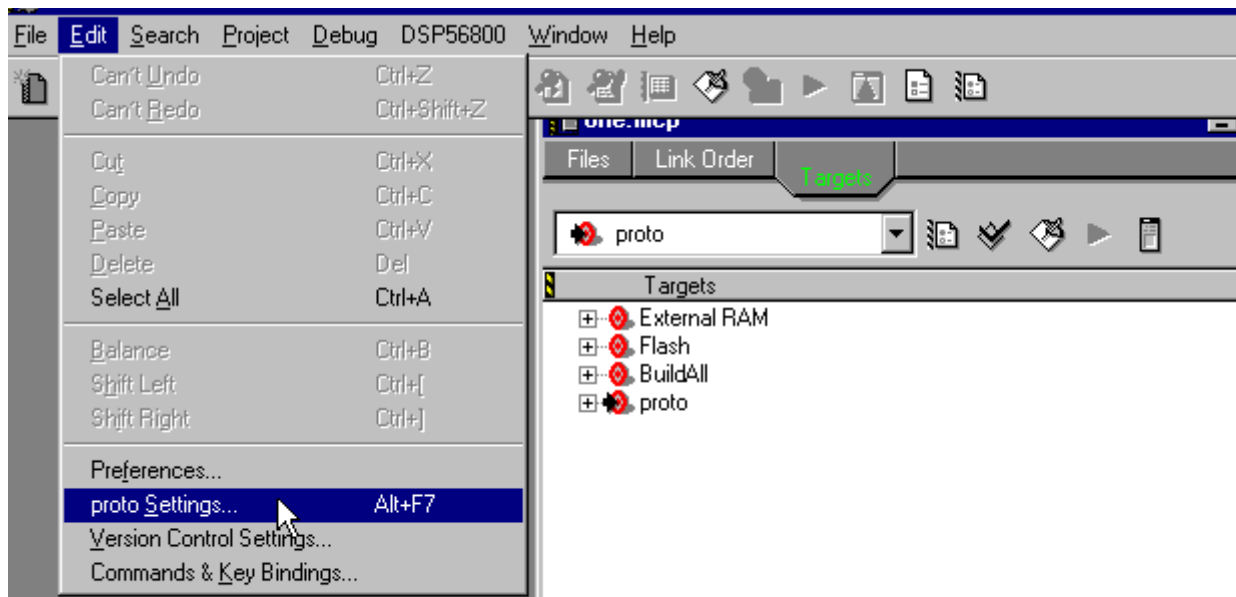 File Edit Search Project Debug DSP56800 Window Help
Can't Undo Ctrl+Z
Can't Redo Ctrl+Shift+Z
Cut Ctrl+X
Copy Ctrl+C
Paste Ctrl+V
Delete Del
Select All Ctrl+A
Balance Ctrl+B
Shift Left Ctrl+[
Shift Right Ctrl+]
Preferences...
proto Settings... Alt+F7
Version Control Settings...
Commands & Key Bindings...
one.mcp
Files Link Order Targets
proto
Targets
External RAM
Flash
BuildAll
proto